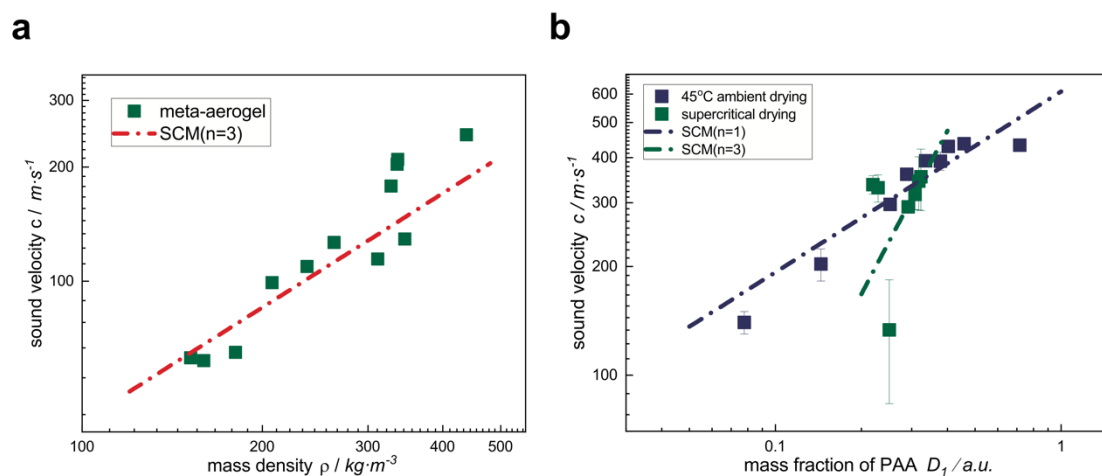 a
300
200
100
sound velocity c / m·s⁻¹
meta-aerogel
SCM(n=3)
100
200
300
400
500
mass density ρ / kg·m⁻³
b
600
500
400
300
200
100
sound velocity c / m·s⁻¹
45°C ambient drying
supercritical drying
SCM(n=1)
SCM(n=3)
0.1
1
mass fraction of PAA D₁ / a.u.